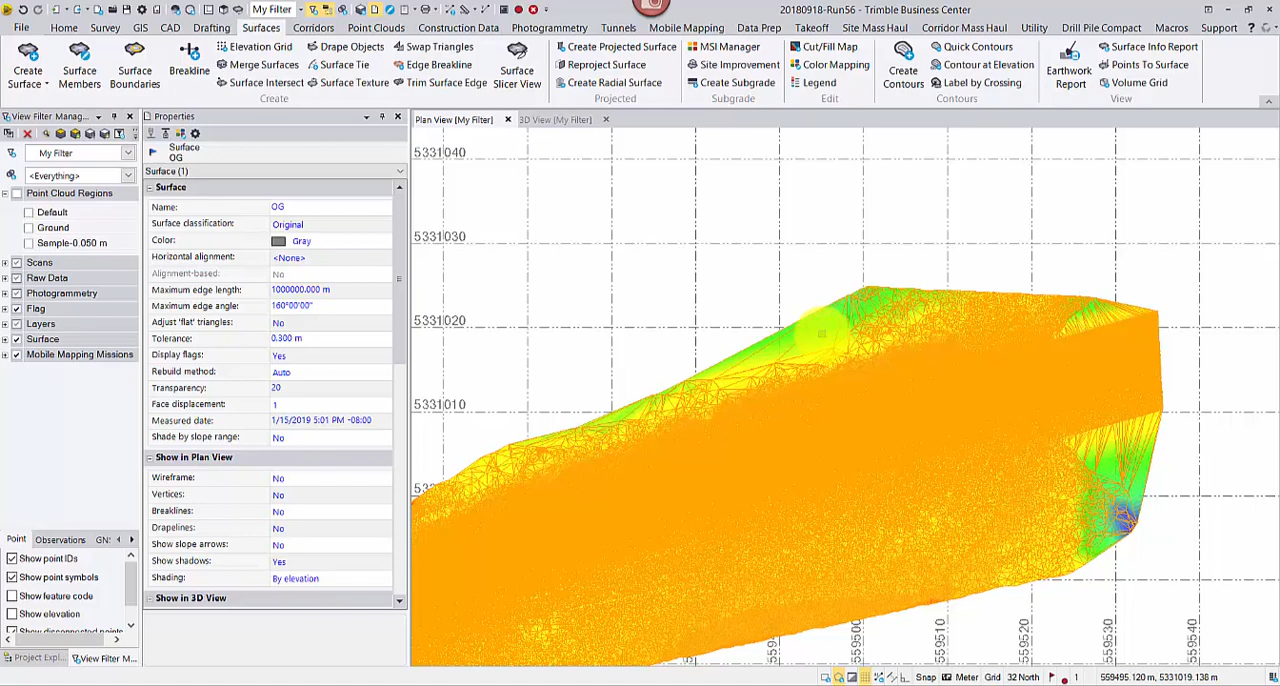 My Filter
20180918-Run56 - Trimble Business Center
File Home Survey GIS CAD Drafting Surfaces Corridors Point Clouds Construction Data Photogrammetry Tunnels Mobile Mapping Data Prep Takeoff Site Mass Haul Corridor Mass Haul Utility Drill Pile Compact Macros Support
Create Surface
Surface Members
Surface Boundaries
Breakline
Elevation Grid
Merge Surfaces
Surface Intersect
Drape Objects
Surface Tie
Surface Texture
Swap Triangles
Edge Breakline
Trim Surface Edge
Surface Slicer View
Create Projected Surface
Reproject Surface
Create Radial Surface
MSI Manager
Site Improvement
Create Subgrade
Cut/Fill Map
Color Mapping
Legend
Create Contours
Quick Contours
Contour at Elevation
Label by Crossing
Earthwork Report
Surface Info Report
Points To Surface
Volume Grid
Create Projected Subgrade Edit Contours View
View Filter Manag...
My Filter
<Everything>
Point Cloud Regions
Default
Ground
Sample-0.050 m
Scans
Raw Data
Photogrammetry
Flag
Layers
Surface
Mobile Mapping Missions
Point Observations GN:
Show point IDs
Show point symbols
Show feature code
Show elevation
Show disconnected points
Project Expl... View Filter M...
Properties
Surface
OG
Surface (1)
Surface
Name: OG
Surface classification: Original
Color: Gray
Horizontal alignment: <None>
Alignment-based: No
Maximum edge length: 1000000.000 m
Maximum edge angle: 160°00'00"
Adjust 'flat' triangles: No
Tolerance: 0.300 m
Display flags: Yes
Rebuild method: Auto
Transparency: 20
Face displacement: 1
Measured date: 1/15/2019 5:01 PM -08:00
Shade by slope range: No
Show in Plan View
Wireframe: No
Vertices: No
Breaklines: No
Drapelines: No
Show slope arrows: No
Show shadows: Yes
Shading: By elevation
Show in 3D View
Plan View [My Filter] 3D View [My Filter]
5331040
5331030
5331020
5331010
559500
559510
559520
559530
559540
Snap Meter Grid 32 North 1 559495.120 m, 5331019.138 m